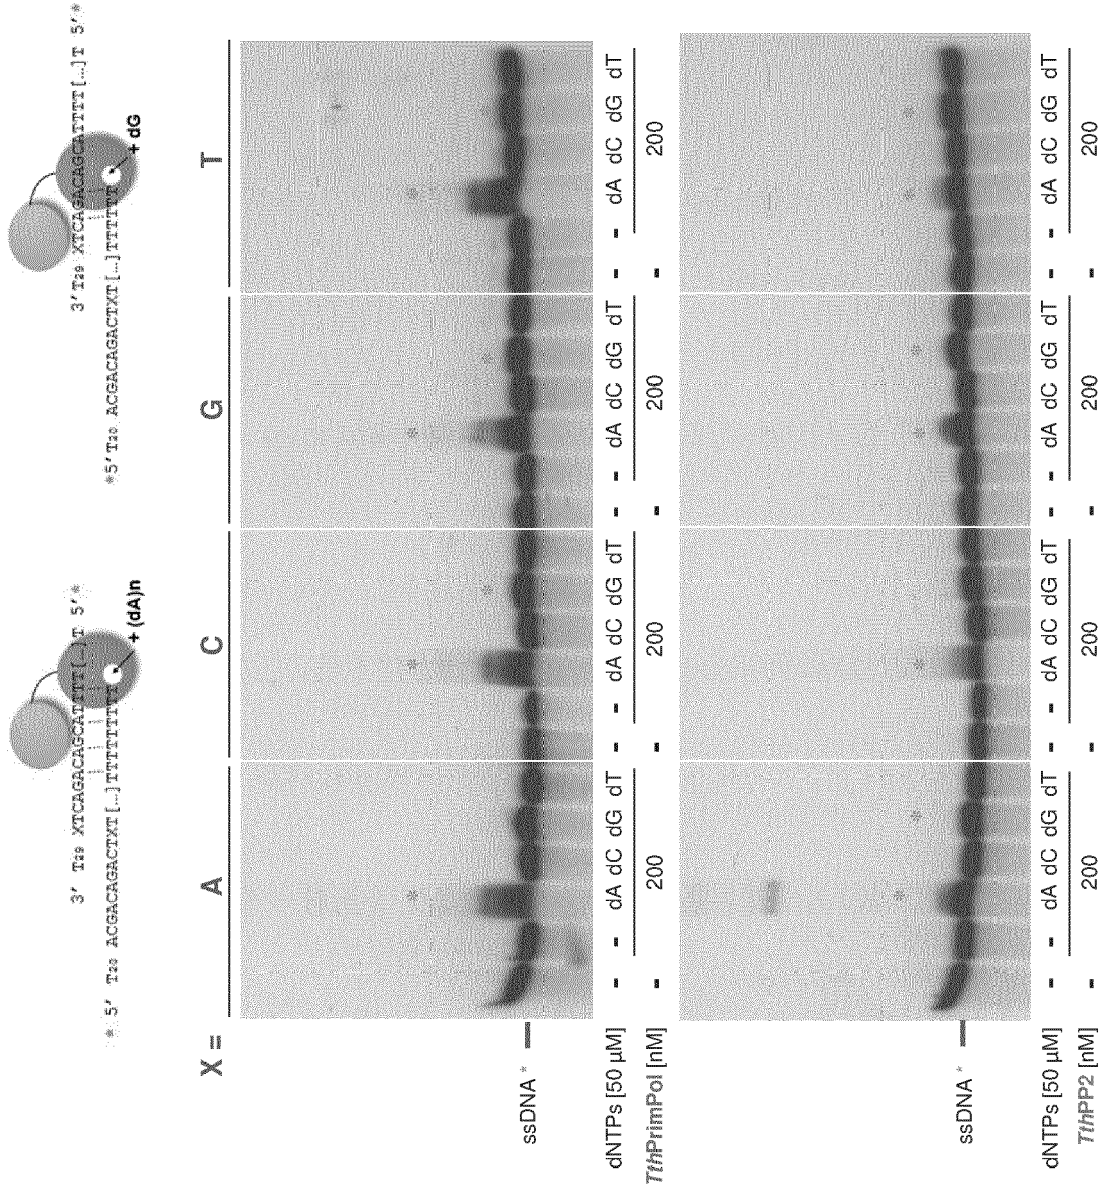 3' T₂₀ XTCAGACAGCATTTT[…]T 5'*
* 5' T₂₀ ACGACAGACTXT[…]TTTTTTTTTT
+ (dA)n
3' T₂₀ XTCAGACAGCATTTT[…]T 5'*
*5'T₂₀ ACGACAGACTXT[…]TTTTTTT
+ dG
X = A C G T
*
*
*
*
*
*
*
ssDNA *
dNTPs [50 µM] - - dA dC dG dT - - dA dC dG dT - - dA dC dG dT - - dA dC dG dT
TthPrimPol [nM] - 200 - 200 - 200 - 200
*
*
*
*
*
*
*
ssDNA *
dNTPs [50 µM] - - dA dC dG dT - - dA dC dG dT - - dA dC dG dT - - dA dC dG dT
TthPP2 [nM] - 200 - 200 - 200 - 200